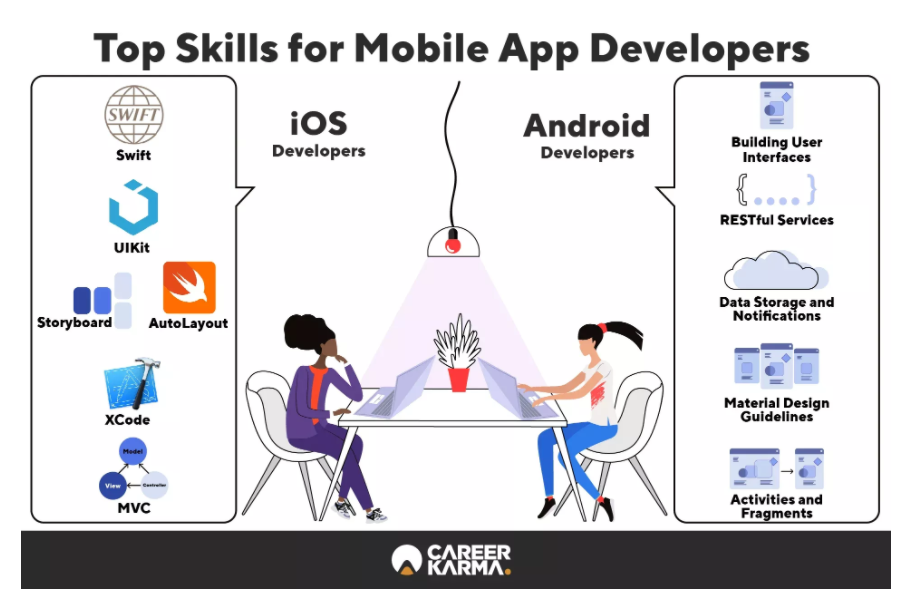 Top Skills for Mobile App Developers
iOS
Developers
SWIFT
Swift
UIKit
Storyboard
AutoLayout
XCode
Model
View
Controller
MVC
Android
Developers
Building User
Interfaces
{....}
RESTful Services
Data Storage and
Notifications
Material Design
Guidelines
Activities and
Fragments
CAREER
KARMA.